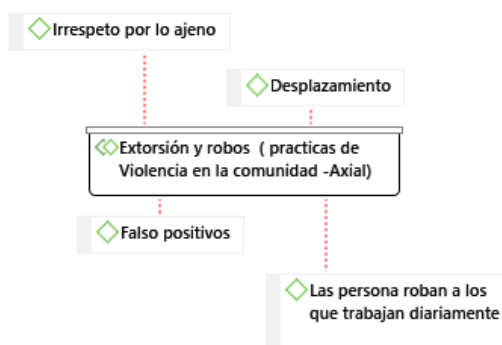 Irrespeto por lo ajeno
Desplazamiento
Extorsión y robos ( practicas de
Violencia en la comunidad -Axial)
Falso positivos
Las persona roban a los
que trabajan diariamente